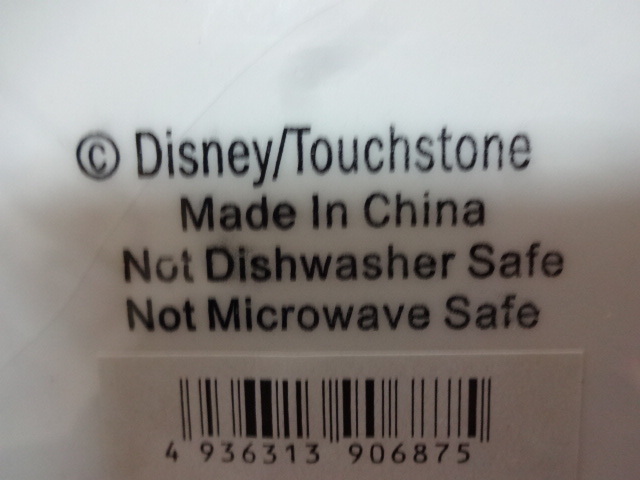 © Disney/Touchstone
Made In China
Not Dishwasher Safe
Not Microwave Safe
4 936313 906875